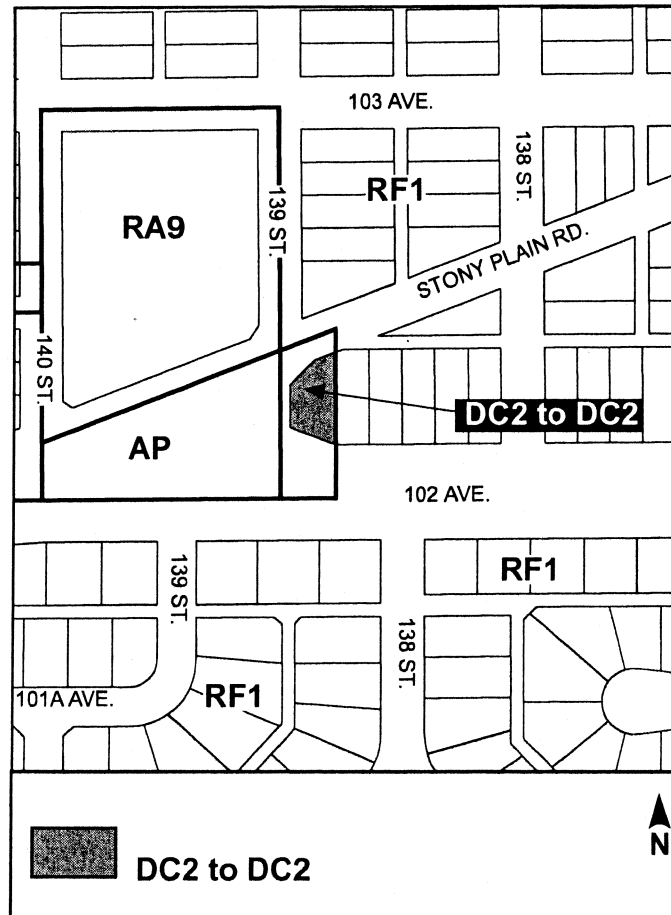 103 AVE.
138 ST.
RF1
139 ST.
RA9
STONY PLAIN RD.
140 ST.
DC2 to DC2
AP
102 AVE.
RF1
139 ST.
138 ST.
RF1
101A AVE.
DC2 to DC2
N